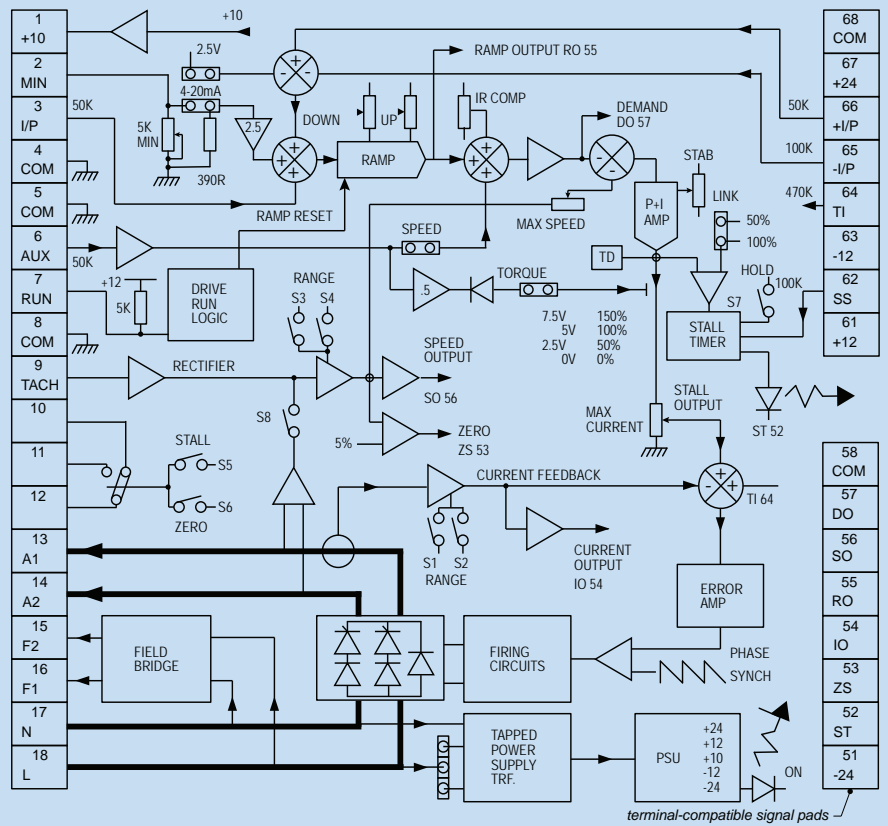 1
+10
2
MIN
3
I/P
4
COM
5
COM
6
AUX
7
RUN
8
COM
9
TACH
10
11
12
13
A1
14
A2
15
F2
16
F1
17
N
18
L
+10
2.5V
4-20mA
50K
5K
MIN
390R
2.5
DOWN
- -
+
+ +
+
RAMP RESET
UP
RAMP
RAMP OUTPUT RO 55
IR COMP
+ +
+
DEMAND
DO 57
-
+ -
MAX SPEED
STAB
P+I
AMP
LINK
50%
100%
50K
100K
470K
50K
SPEED
TD
+12
5K
DRIVE
RUN
LOGIC
RANGE
S3 S4
.5
TORQUE
7.5V 150%
5V 100%
2.5V 50%
0V 0%
HOLD
100K
S7
STALL
TIMER
RECTIFIER
SPEED
OUTPUT
SO 56
S8
5%
ZERO
ZS 53
MAX
CURRENT
STALL
OUTPUT
ST 52
STALL
S5
S6
ZERO
CURRENT FEEDBACK
S1 S2
RANGE
CURRENT
OUTPUT
IO 54
+
- +
TI 64
ERROR
AMP
FIELD
BRIDGE
FIRING
CIRCUITS
PHASE
SYNCH
TAPPED
POWER
SUPPLY
TRF.
PSU
+24
+12
+10
-12
-24
ON
68
COM
67
+24
66
+I/P
65
-I/P
64
TI
63
-12
62
SS
61
+12
58
COM
57
DO
56
SO
55
RO
54
IO
53
ZS
52
ST
51
-24
terminal-compatible signal pads